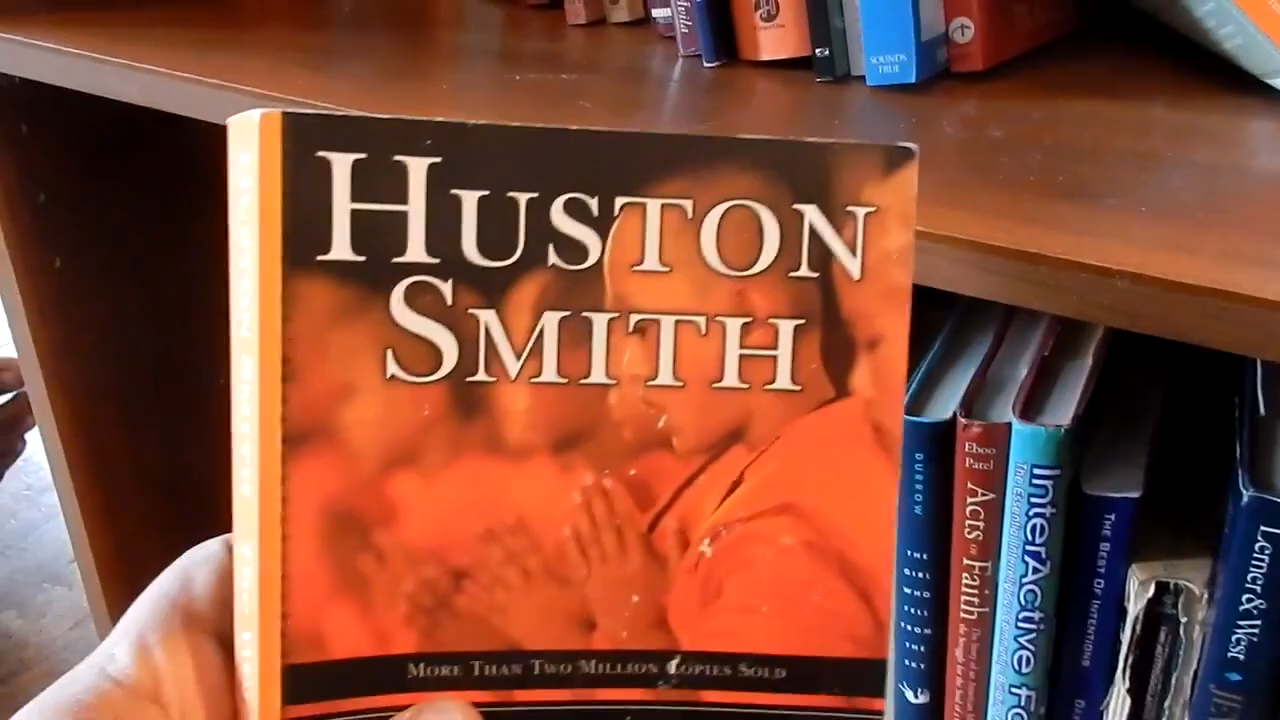 HUSTON
SMITH
MORE THAN TWO MILLION COPIES SOLD
SOUNDS
TRUE
DURROW
THE GIRL WHO FELL FROM THE SKY
Eboo
Patel
Acts of Faith
InterActive
THE BEST OF INTENTIONS
Lerner & West